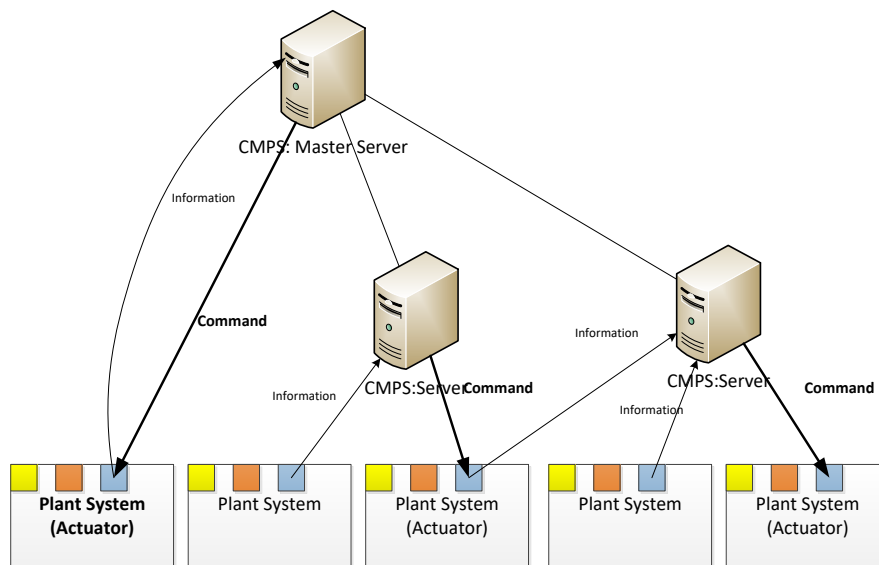 CMPS: Master Server
Information
Command
Information
CMPS:Server
Command
Information
CMPS:Server
Information
Command
Plant System
(Actuator)
Plant System
Plant System
(Actuator)
Plant System
Plant System
(Actuator)